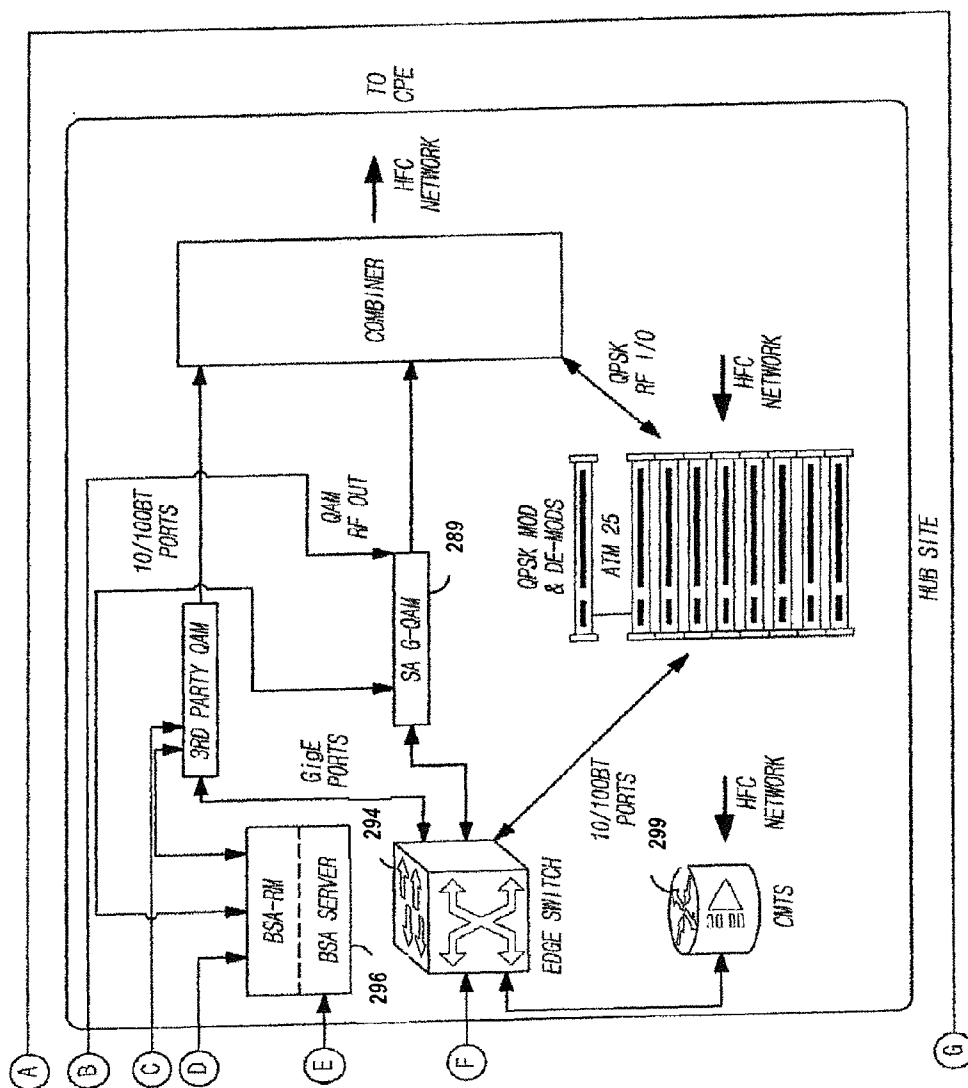 A
B
C
D
E
F
G
TO
CPE
HFC
NETWORK
COMBINER
10/100BT
PORTS
3RD PARTY QAM
QAM
RF OUT
289
SA G-QAM
QPSK
RF I/O
BSA-RM
BSA SERVER
296
GigE
PORTS
294
EDGE SWITCH
10/100BT
PORTS
QPSK MOD
& DE-MODS
ATM 25
HFC
NETWORK
299
CMTS
HFC
NETWORK
HUB SITE